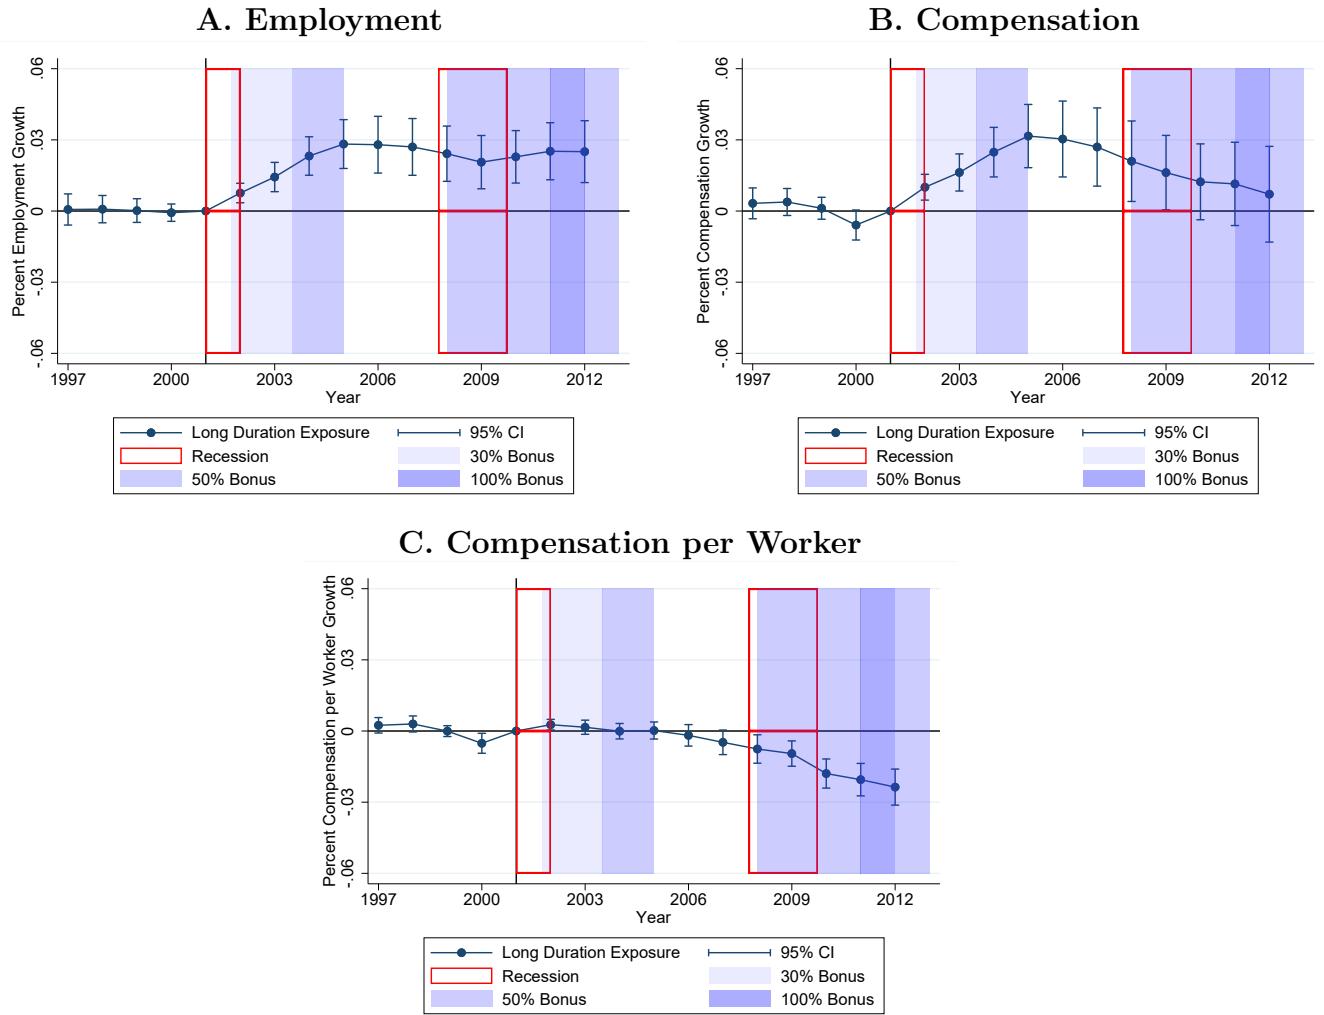 A. Employment
Percent Employment Growth
.06
.03
0
-.03
-.06
1997 2000 2003 2006 2009 2012
Year
Long Duration Exposure 95% CI
Recession 30% Bonus
50% Bonus 100% Bonus
B. Compensation
Percent Compensation Growth
.06
.03
0
-.03
-.06
1997 2000 2003 2006 2009 2012
Year
Long Duration Exposure 95% CI
Recession 30% Bonus
50% Bonus 100% Bonus
C. Compensation per Worker
Percent Compensation per Worker Growth
.06
.03
0
-.03
-.06
1997 2000 2003 2006 2009 2012
Year
Long Duration Exposure 95% CI
Recession 30% Bonus
50% Bonus 100% Bonus